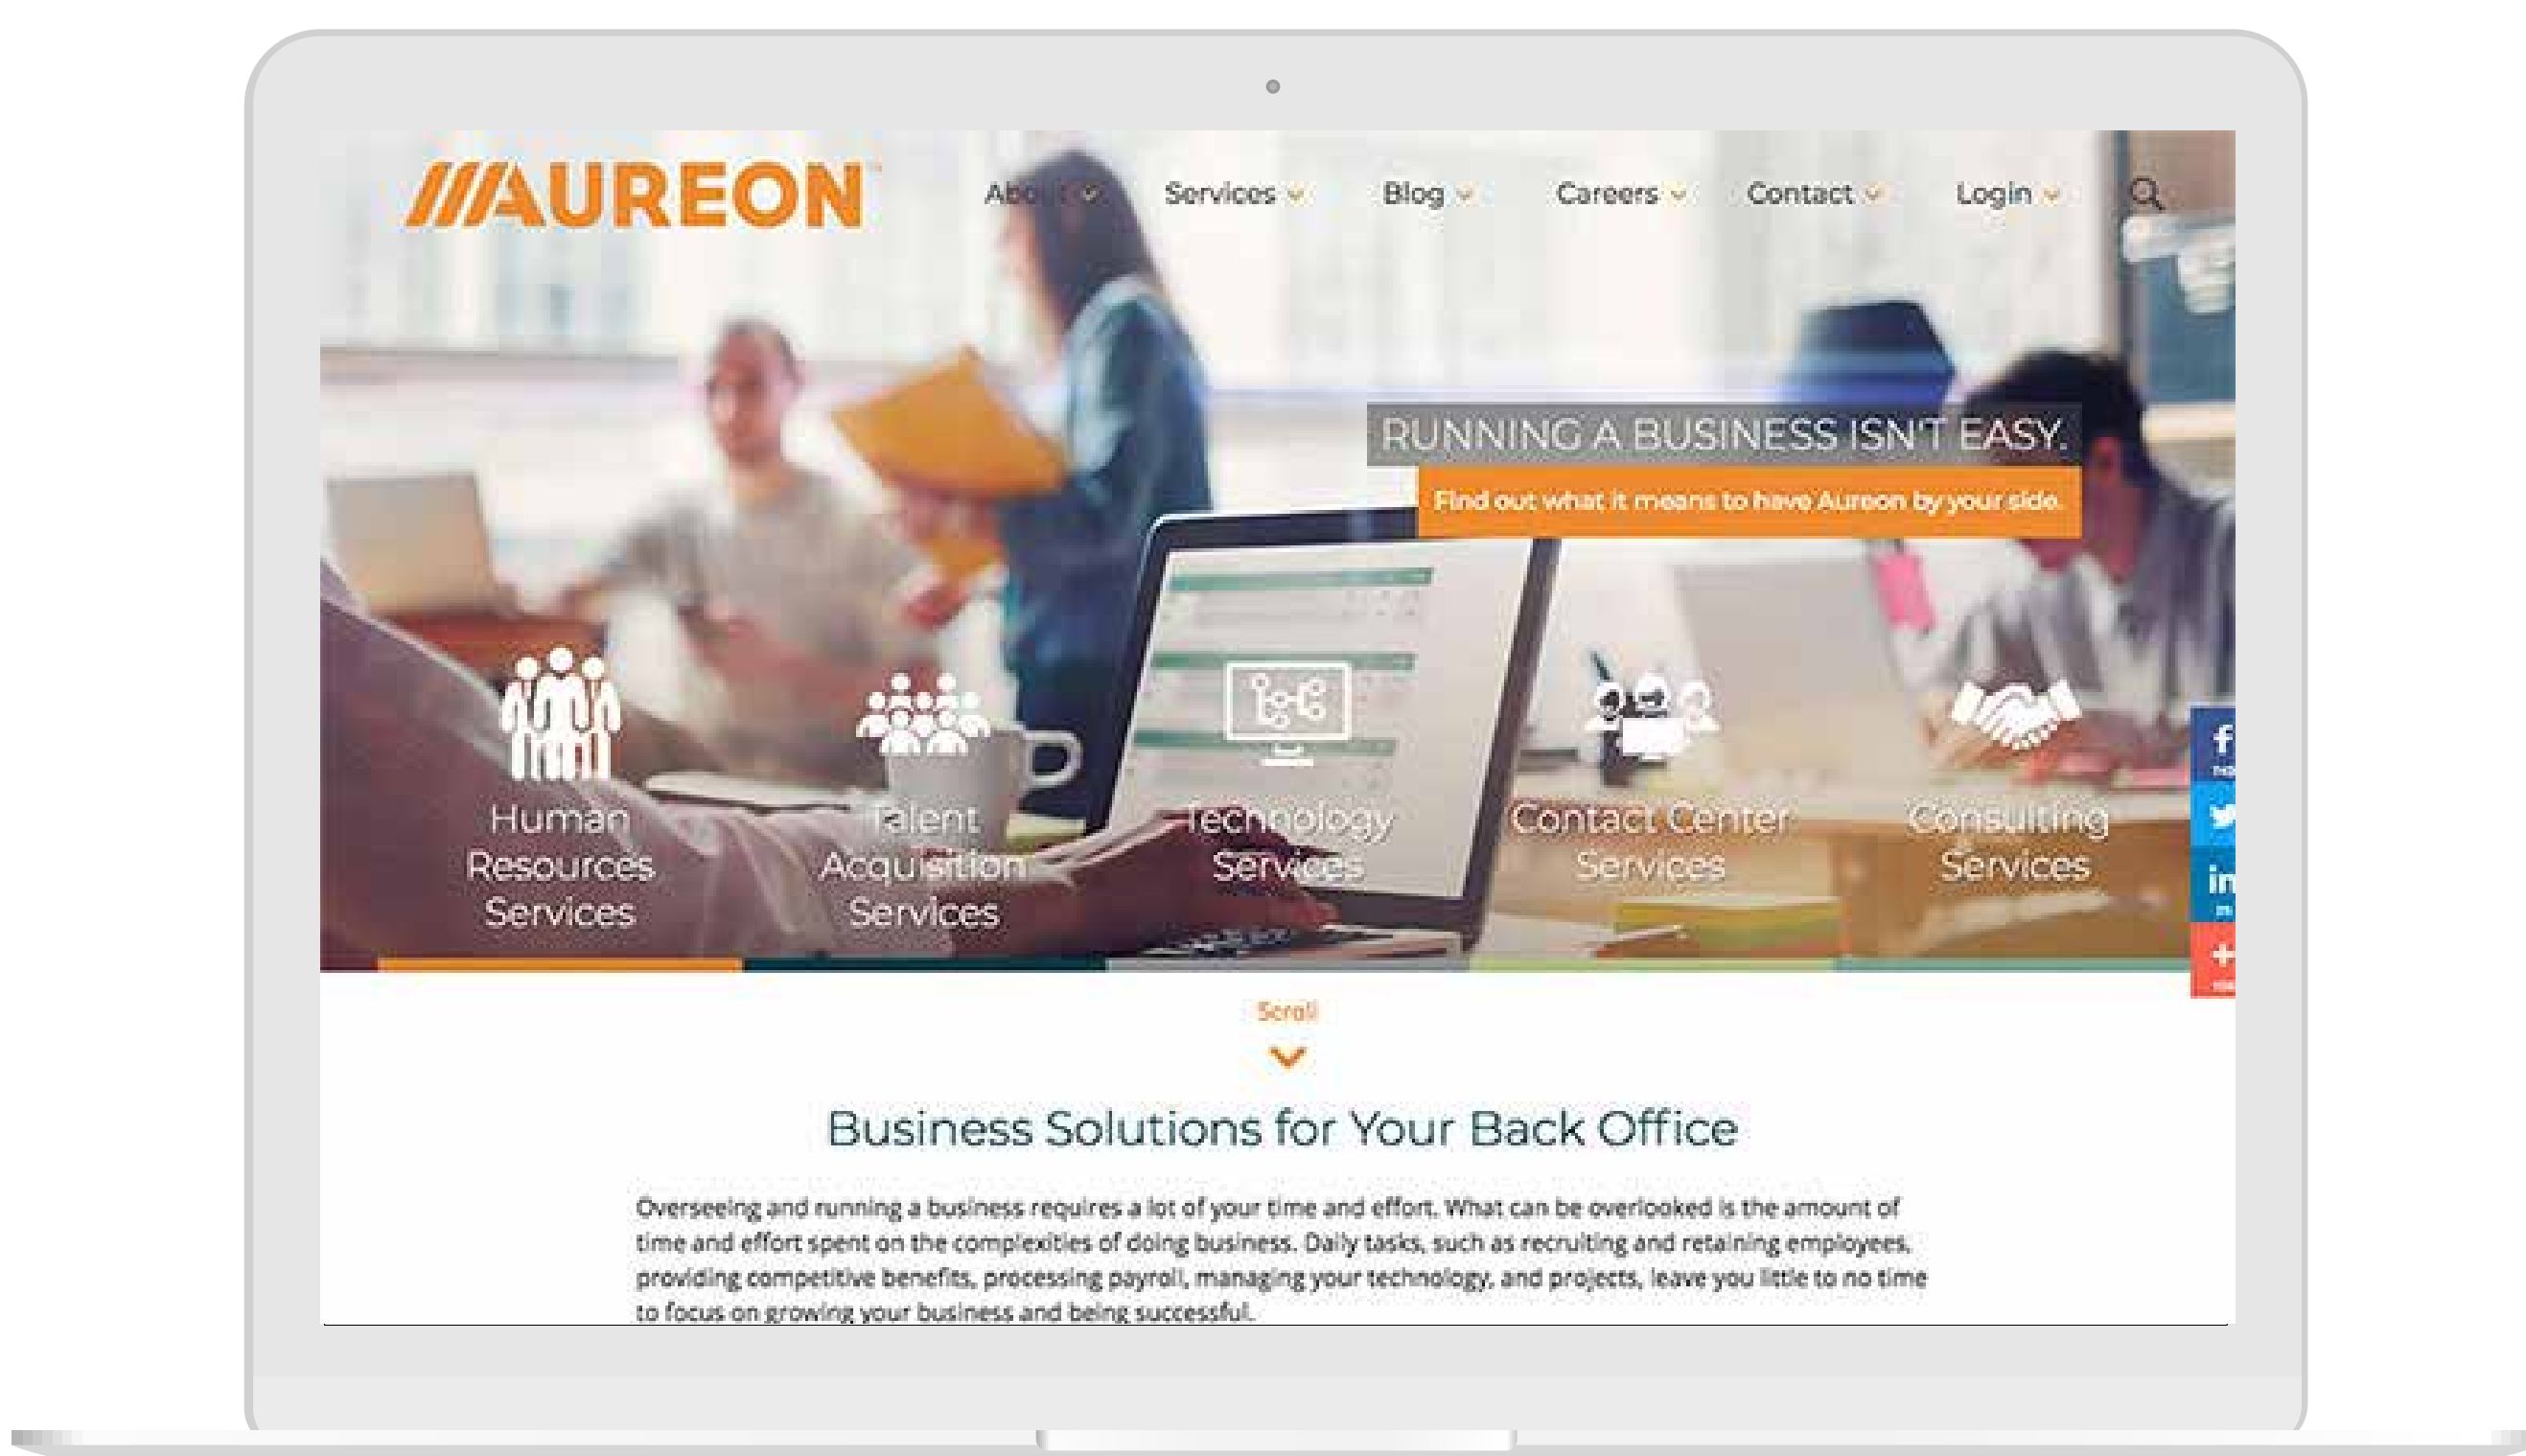 AUREON
About
Services
Blog
Careers
Contact
Login
RUNNING A BUSINESS ISN'T EASY.
Find out what it means to have Aureon by your side.
Human
Resources
Services
Talent
Acquisition
Services
Technology
Services
Contact Center
Services
Consulting
Services
f
in
+
Scroll
Business Solutions for Your Back Office
Overseeing and running a business requires a lot of your time and effort. What can be overlooked is the amount of
time and effort spent on the complexities of doing business. Daily tasks, such as recruiting and retaining employees,
providing competitive benefits, processing payroll, managing your technology, and projects, leave you little to no time
to focus on growing your business and being successful.